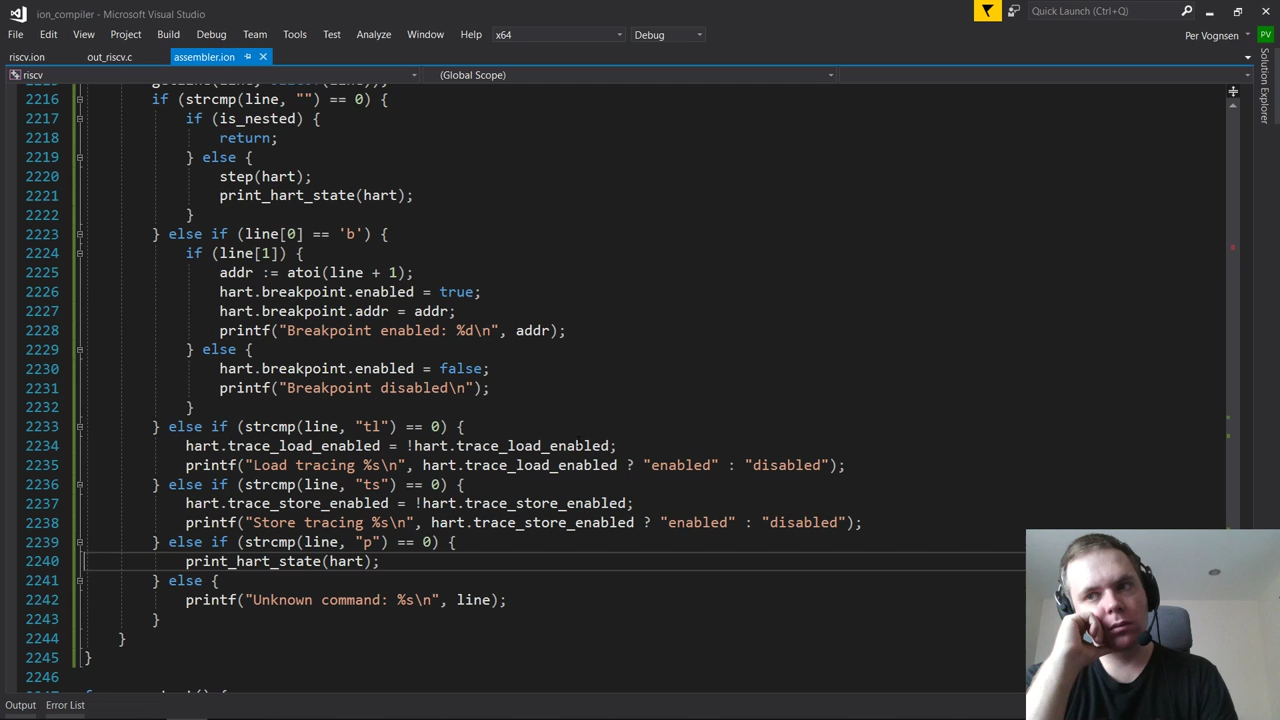 ion_compiler - Microsoft Visual Studio
Quick Launch (Ctrl+Q)
File Edit View Project Build Debug Team Tools Test Analyze Window Help x64 Debug
Per Vognsen PV
riscv.ion out_riscv.c assembler.ion
Solution Explorer
riscv (Global Scope)
2216 if (strcmp(line, "") == 0) {
2217 if (is_nested) {
2218 return;
2219 } else {
2220 step(hart);
2221 print_hart_state(hart);
2222 }
2223 } else if (line[0] == 'b') {
2224 if (line[1]) {
2225 addr := atoi(line + 1);
2226 hart.breakpoint.enabled = true;
2227 hart.breakpoint.addr = addr;
2228 printf("Breakpoint enabled: %d\n", addr);
2229 } else {
2230 hart.breakpoint.enabled = false;
2231 printf("Breakpoint disabled\n");
2232 }
2233 } else if (strcmp(line, "tl") == 0) {
2234 hart.trace_load_enabled = !hart.trace_load_enabled;
2235 printf("Load tracing %s\n", hart.trace_load_enabled ? "enabled" : "disabled");
2236 } else if (strcmp(line, "ts") == 0) {
2237 hart.trace_store_enabled = !hart.trace_store_enabled;
2238 printf("Store tracing %s\n", hart.trace_store_enabled ? "enabled" : "disabled");
2239 } else if (strcmp(line, "p") == 0) {
2240 print_hart_state(hart);
2241 } else {
2242 printf("Unknown command: %s\n", line);
2243 }
2244 }
2245 }
2246
Output Error List